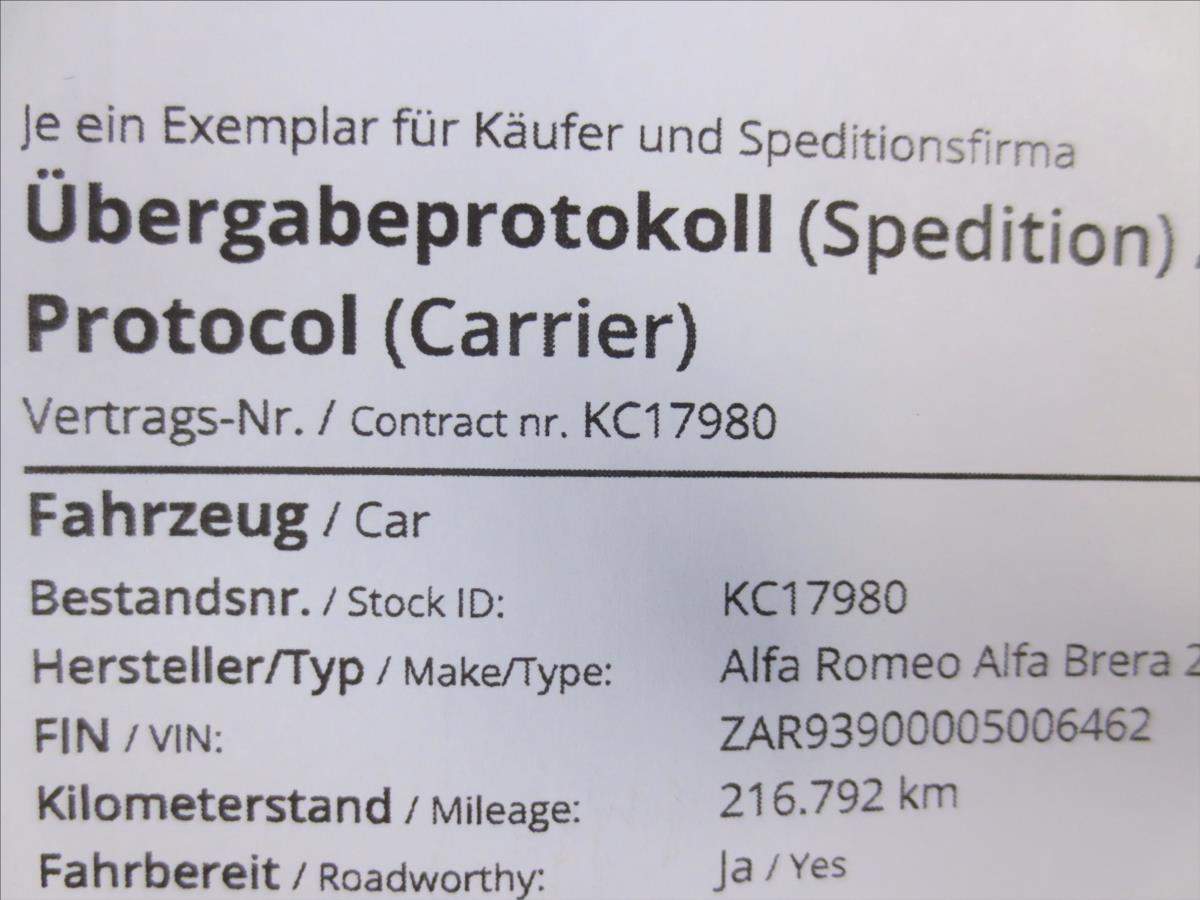 Je ein Exemplar für Käufer und Speditionsfirma
Übergabeprotokoll (Spedition)
Protocol (Carrier)
Vertrags-Nr. / Contract nr. KC17980
Fahrzeug / Car
Bestandsnr. / Stock ID: KC17980
Hersteller/Typ / Make/Type: Alfa Romeo Alfa Brera 2
FIN / VIN: ZAR93900005006462
Kilometerstand / Mileage: 216.792 km
Fahrbereit / Roadworthy: Ja / Yes